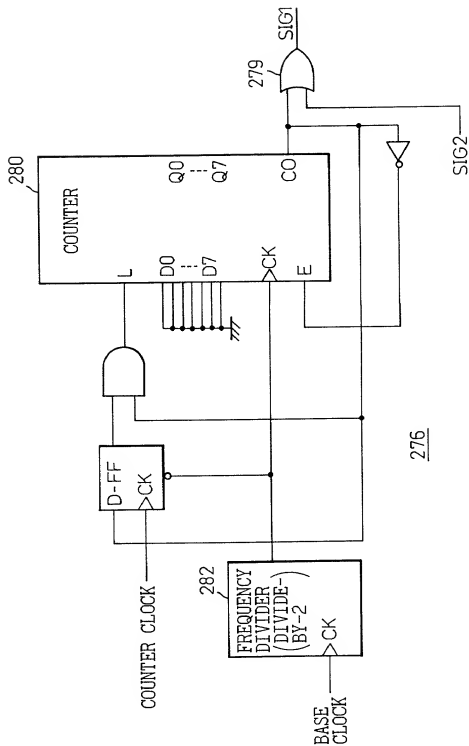 280
COUNTER
L
D0
D7
CK
E
Q0
Q7
CO
279
SIG1
SIG2
D-FF
CK
COUNTER CLOCK
282
FREQUENCY
DIVIDER
(DIVIDE-
BY-2)
CK
BASE
CLOCK
276